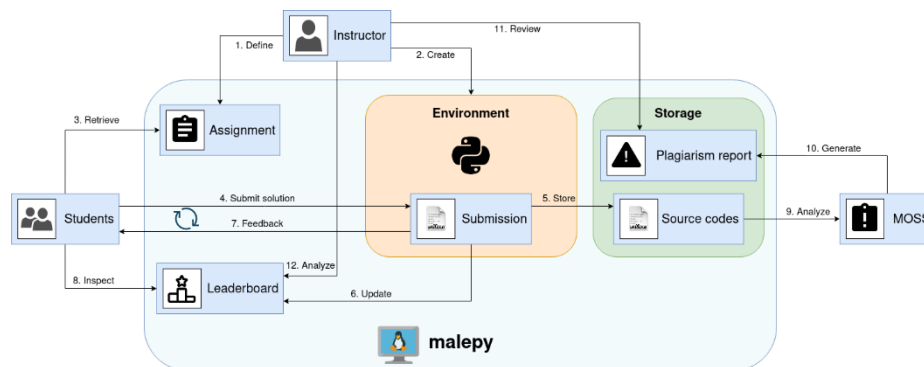 Instructor
11. Review
1. Define
2. Create
Environment
Storage
3. Retrieve
Assignment
Plagiarism report
10. Generate
4. Submit solution
5. Store
Students
Submission
Source codes
9. Analyze
MOSS
7. Feedback
12. Analyze
8. Inspect
Leaderboard
6. Update
malepy